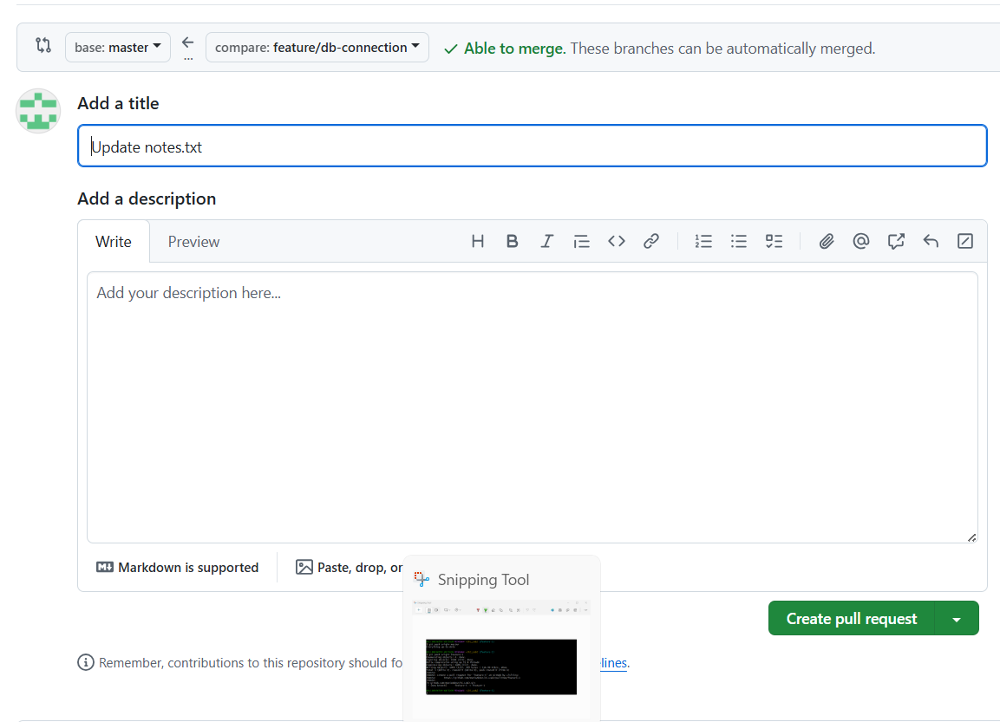 base: master compare: feature/db-connection Able to merge. These branches can be automatically merged.
Add a title
Update notes.txt
Add a description
Write Preview
Add your description here...
Markdown is supported Paste, drop, or
Snipping Tool
Create pull request
Remember, contributions to this repository should fo lines.